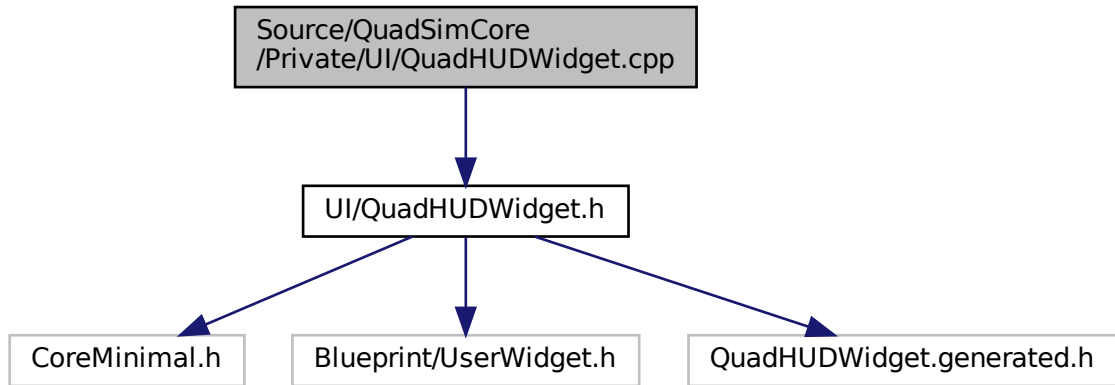 Source/QuadSimCore
/Private/UI/QuadHUDWidget.cpp
UI/QuadHUDWidget.h
CoreMinimal.h
Blueprint/UserWidget.h
QuadHUDWidget.generated.h